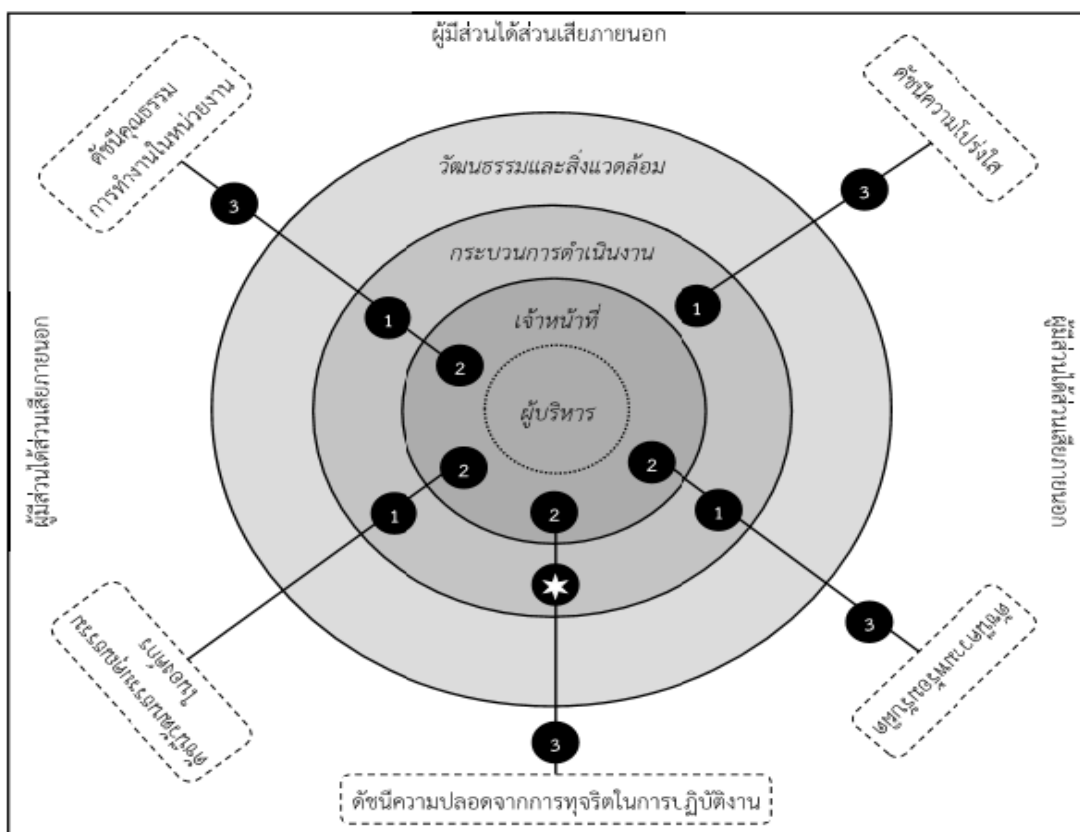 ผู้มีส่วนได้ส่วนเสียภายนอก
ดัชนีคุณธรรม
การทำงานในหน่วยงาน
ดัชนีความโปร่งใส
วัฒนธรรมและสิ่งแวดล้อม
3
3
กระบวนการดำเนินงาน
1
1
เจ้าหน้าที่
2
ผู้บริหาร
ผู้มีส่วนได้ส่วนเสียภายนอก
ผู้มีส่วนได้ส่วนเสียภายนอก
2
2
1
2
1
3
ดัชนีวัฒนธรรมคุณธรรม
ในองค์กร
ดัชนีความพร้อมรับผิด
3
ดัชนีความปลอดจากการทุจริตในการปฏิบัติงาน